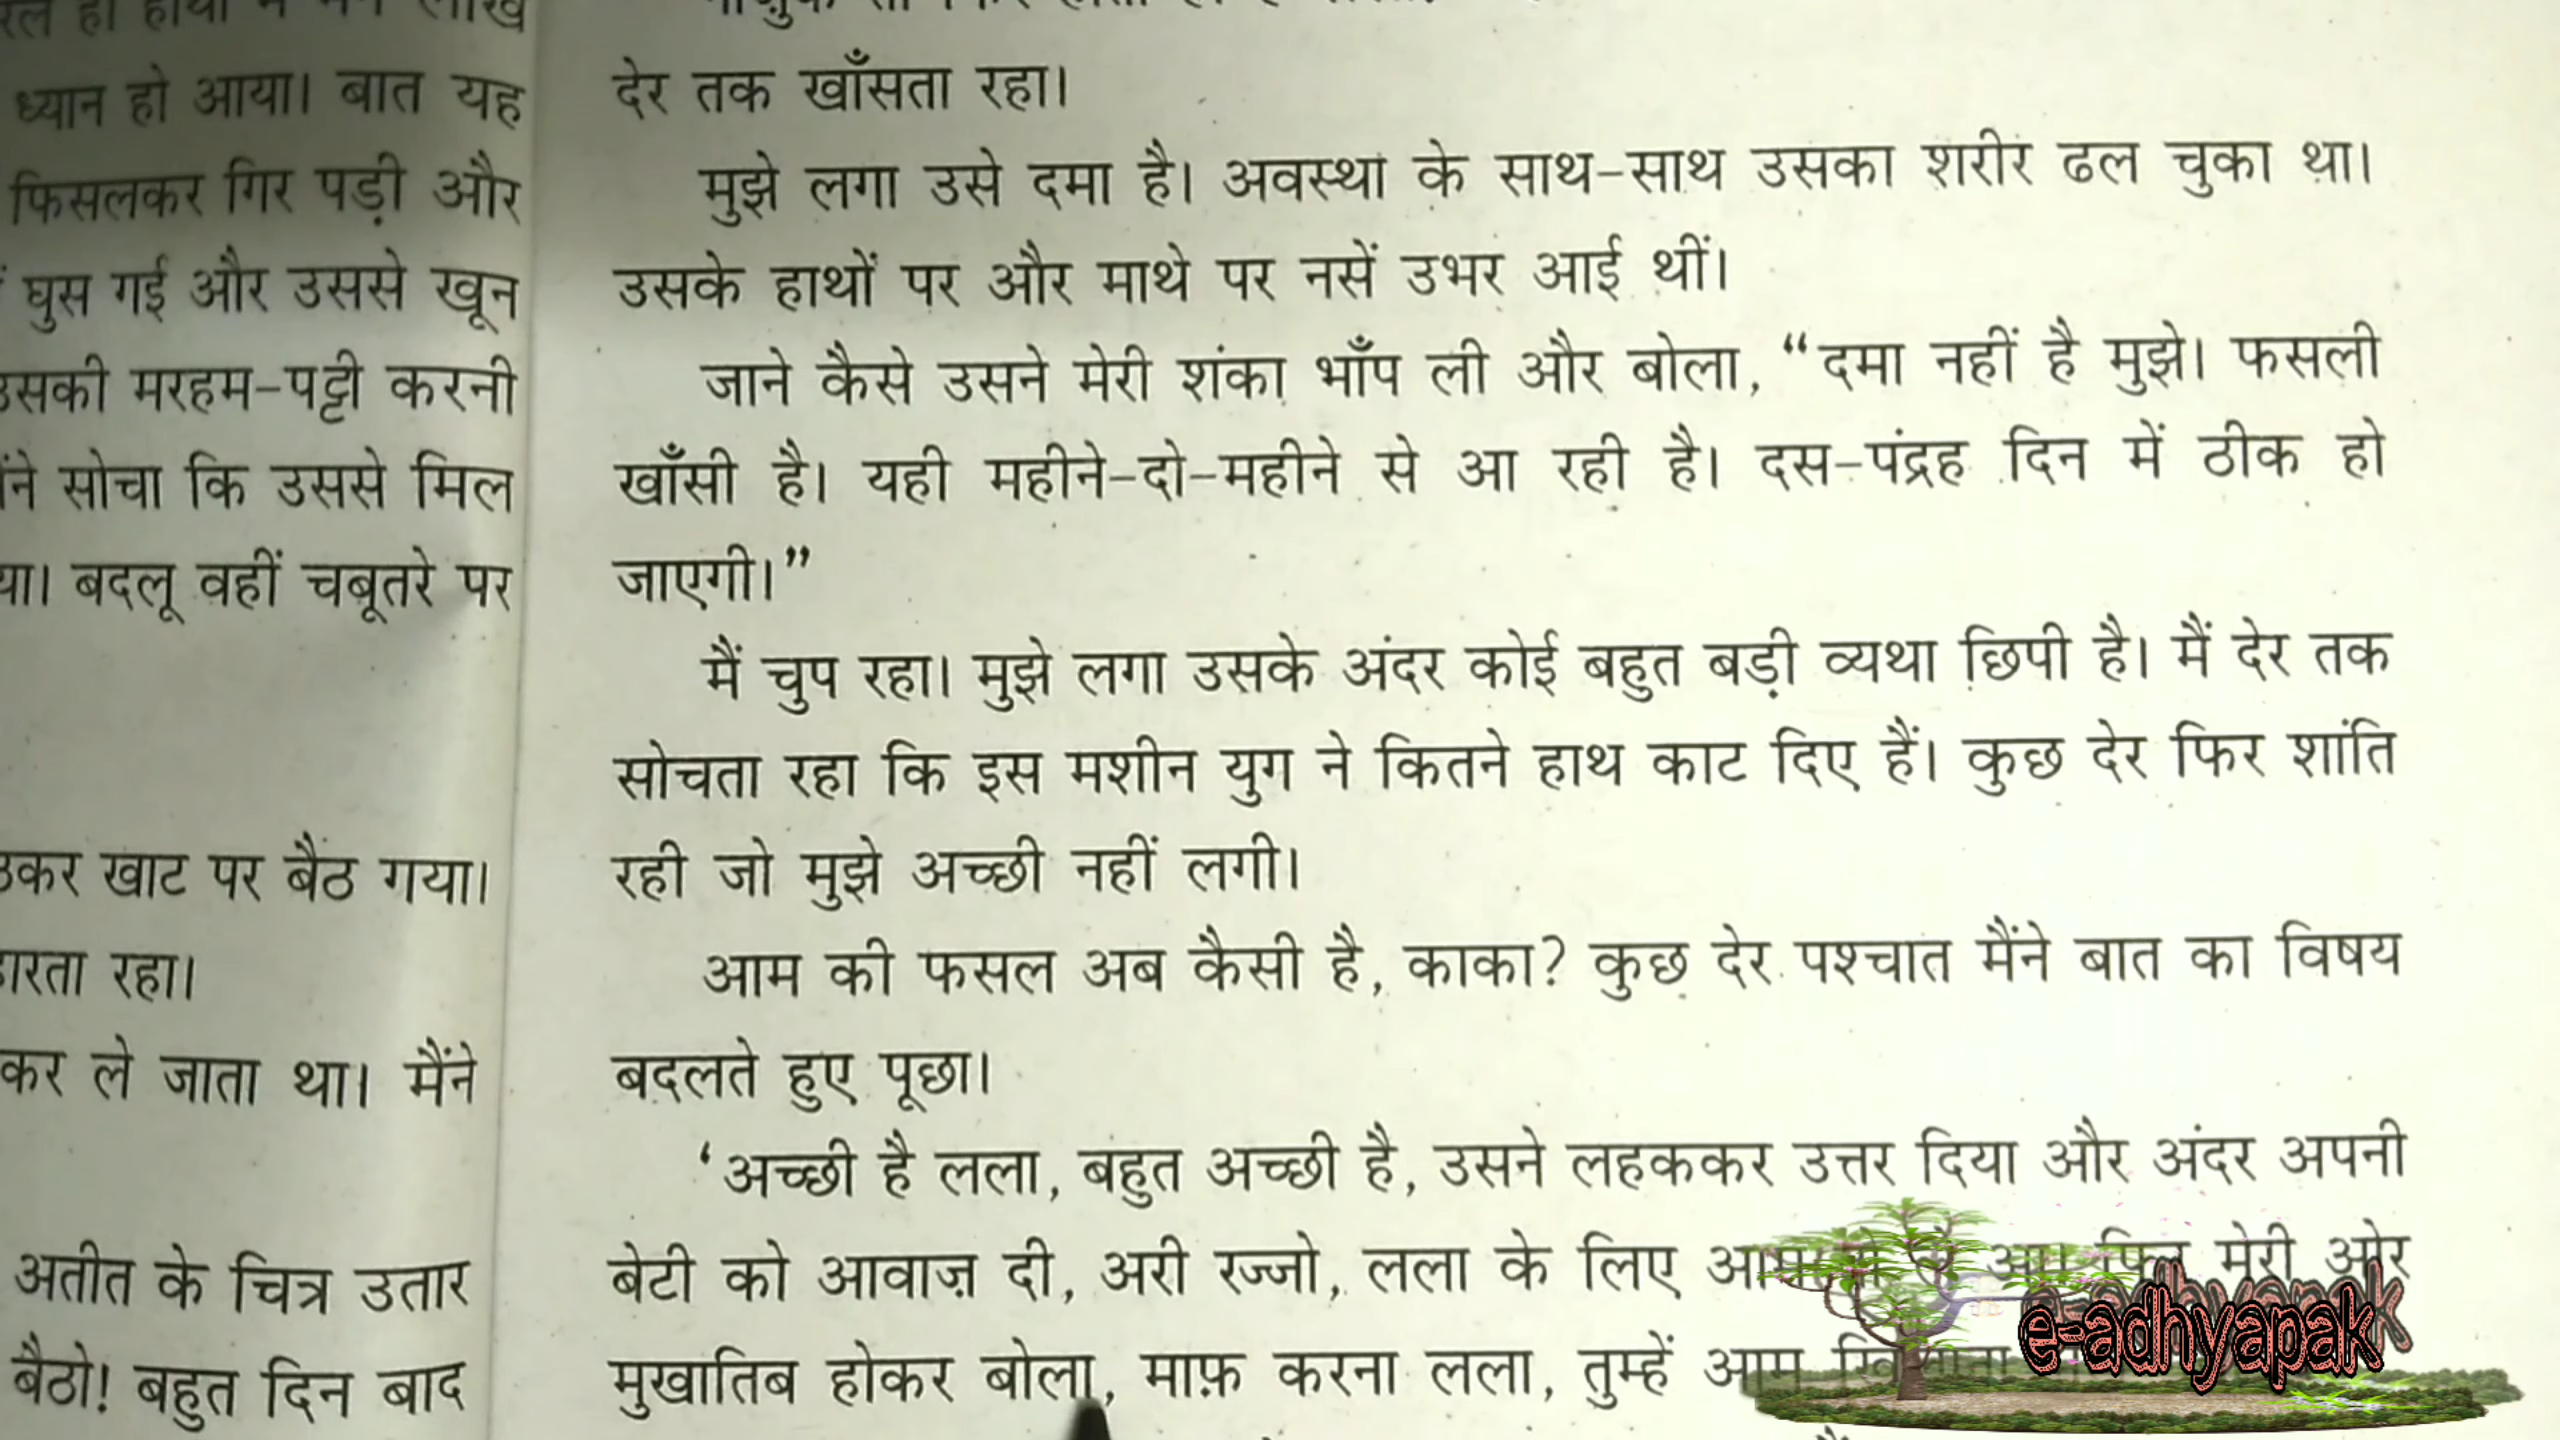 ध्यान हो आया। बात यह
फिसलकर गिर पड़ी और
घुस गई और उससे खून
उसकी मरहम-पट्टी करनी
सोचा कि उससे मिल
बदलू वहीं चबूतरे पर
खाट पर बैठ गया।
रहा।
कर ले जाता था। मैंने
अतीत के चित्र उतार
बैठो! बहुत दिन बाद
देर तक खाँसता रहा।
मुझे लगा उसे दमा है। अवस्था के साथ-साथ उसका शरीर ढल चुका था।
उसके हाथों पर और माथे पर नसें उभर आई थीं।
जाने कैसे उसने मेरी शंका भाँप ली और बोला, “दमा नहीं है मुझे। फसली
खाँसी है। यही महीने-दो-महीने से आ रही है। दस-पंद्रह दिन में ठीक हो
जाएगी।”
मैं चुप रहा। मुझे लगा उसके अंदर कोई बहुत बड़ी व्यथा छिपी है। मैं देर तक
सोचता रहा कि इस मशीन युग ने कितने हाथ काट दिए हैं। कुछ देर फिर शांति
रही जो मुझे अच्छी नहीं लगी।
आम की फसल अब कैसी है, काका? कुछ देर पश्चात मैंने बात का विषय
बदलते हुए पूछा।
‘अच्छी है लला, बहुत अच्छी है, उसने लहककर उत्तर दिया और अंदर अपनी
बेटी को आवाज़ दी, अरी रज्जो, लला के लिए आम मेरी ओर
मुखातिब होकर बोला, माफ़ करना लला, तुम्हें आम
e-adhyapak